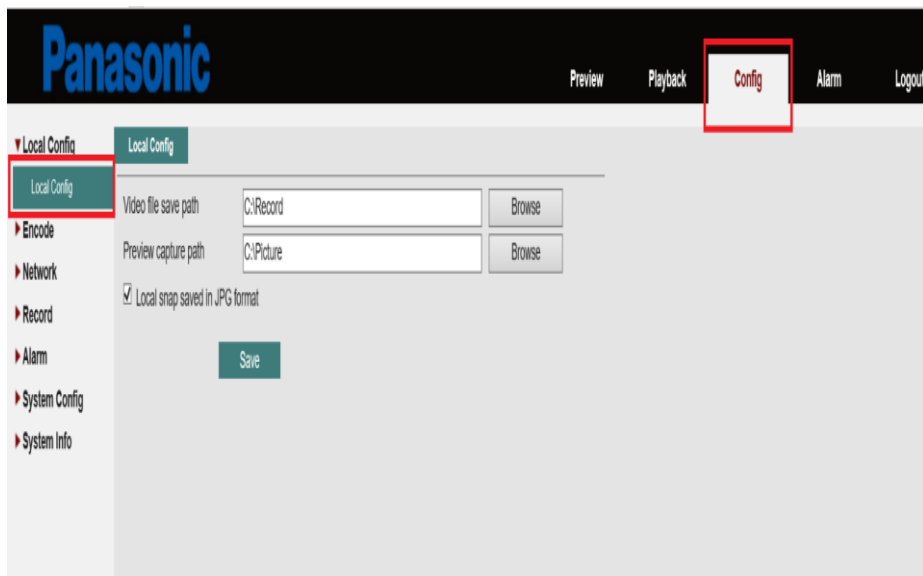 Panasonic
Preview Playback Config Alarm Logout
Local Config
Local Config
Local Config
Video file save path C:\Record Browse
Encode
Preview capture path C:\Picture Browse
Network
Local snap saved in JPG format
Record
Alarm
Save
System Config
System Info